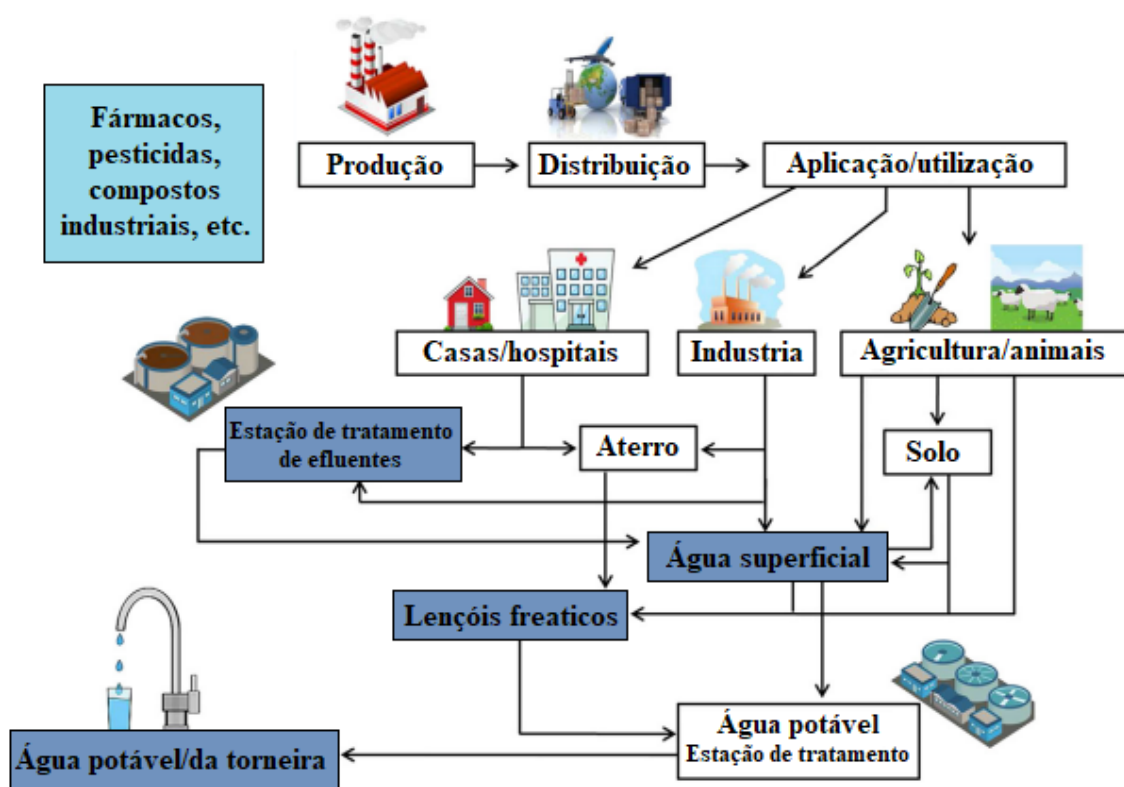 Fármacos,
pesticidas,
compostos
industriais, etc.
Produção
Distribuição
Aplicação/utilização
Casas/hospitais
Industria
Agricultura/animais
Estação de tratamento
de efluentes
Aterro
Solo
Água superficial
Lençóis freaticos
Água potável
Estação de tratamento
Água potável/da torneira